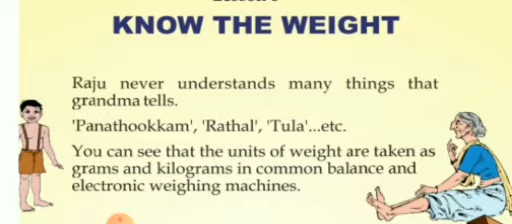 KNOW THE WEIGHT
Raju never understands many things that
grandma tells.
'Panathookkam', 'Rathal', 'Tula'...etc.
You can see that the units of weight are taken as
grams and kilograms in common balance and
electronic weighing machines.